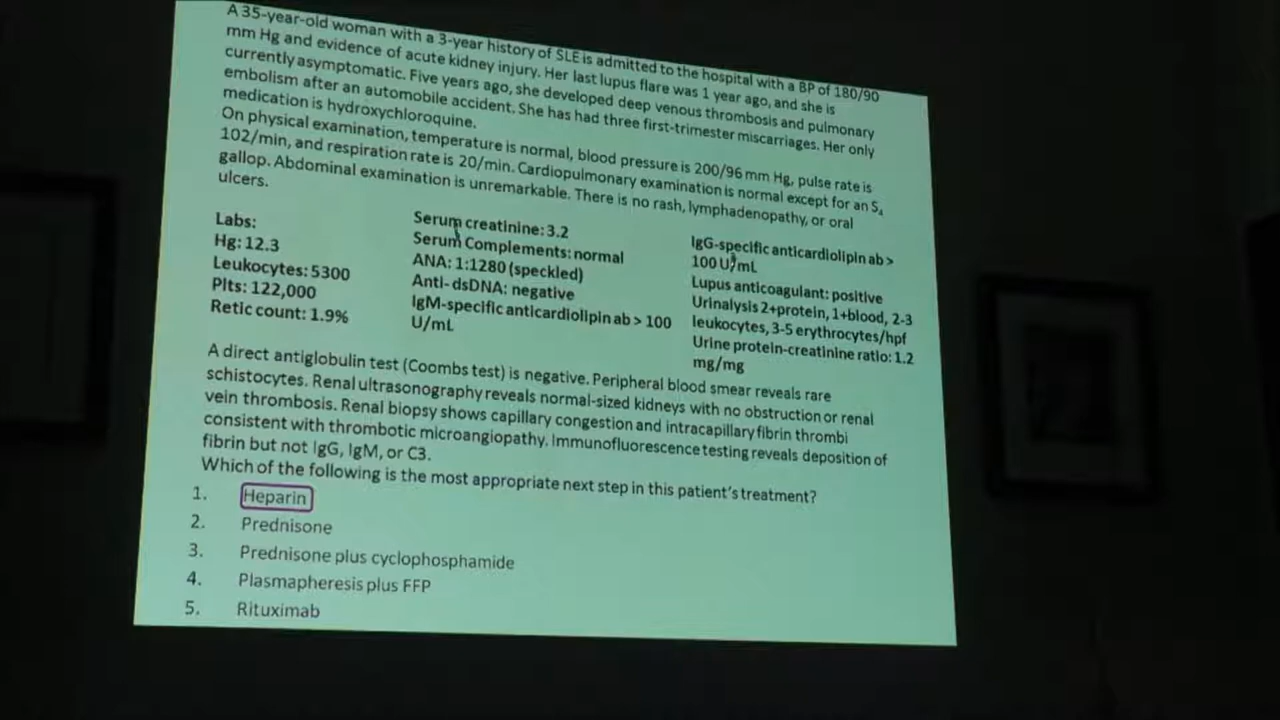 A 35-year-old woman with a 3-year history of SLE is admitted to the hospital with a BP of 180/90
mm Hg and evidence of acute kidney injury. Her last lupus flare was 1 year ago, and she is
currently asymptomatic. Five years ago, she developed deep venous thrombosis and pulmonary
embolism after an automobile accident. She has had three first-trimester miscarriages. Her only
medication is hydroxychloroquine.
On physical examination, temperature is normal, blood pressure is 200/96 mm Hg, pulse rate is
102/min, and respiration rate is 20/min. Cardiopulmonary examination is normal except for an S4
gallop. Abdominal examination is unremarkable. There is no rash, lymphadenopathy, or oral
ulcers.
Labs:
Hg: 12.3
Leukocytes: 5300
Plts: 122,000
Retic count: 1.9%
Serum creatinine: 3.2
Serum Complements: normal
ANA: 1:1280 (speckled)
Anti-dsDNA: negative
IgM-specific anticardiolipin ab > 100
U/mL
IgG-specific anticardiolipin ab >
100 U/mL
Lupus anticoagulant: positive
Urinalysis 2+protein, 1+blood, 2-3
leukocytes, 3-5 erythrocytes/hpf
Urine protein-creatinine ratio: 1.2
mg/mg
A direct antiglobulin test (Coombs test) is negative. Peripheral blood smear reveals rare
schistocytes. Renal ultrasonography reveals normal-sized kidneys with no obstruction or renal
vein thrombosis. Renal biopsy shows capillary congestion and intracapillary fibrin thrombi
consistent with thrombotic microangiopathy. Immunofluorescence testing reveals deposition of
fibrin but not IgG, IgM, or C3.
Which of the following is the most appropriate next step in this patient's treatment?
1. Heparin
2. Prednisone
3. Prednisone plus cyclophosphamide
4. Plasmapheresis plus FFP
5. Rituximab